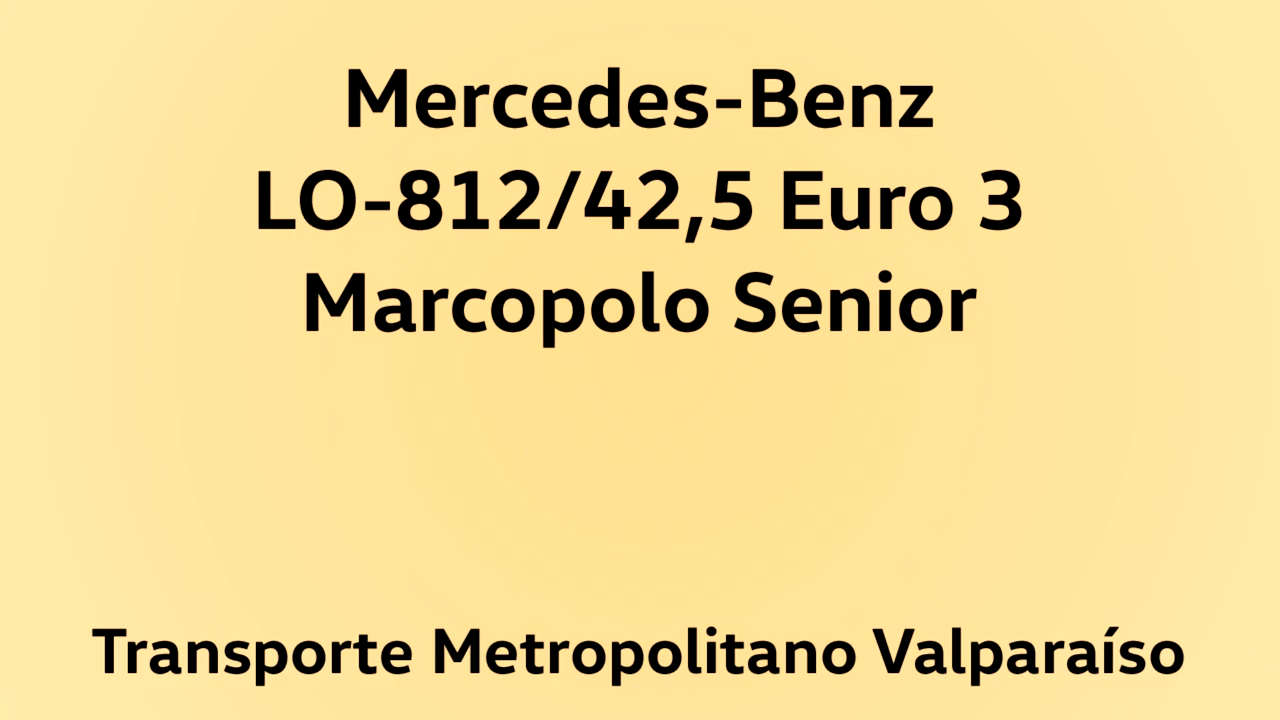 Mercedes-Benz
LO-812/42,5 Euro 3
Marcopolo Senior
Transporte Metropolitano Valparaíso